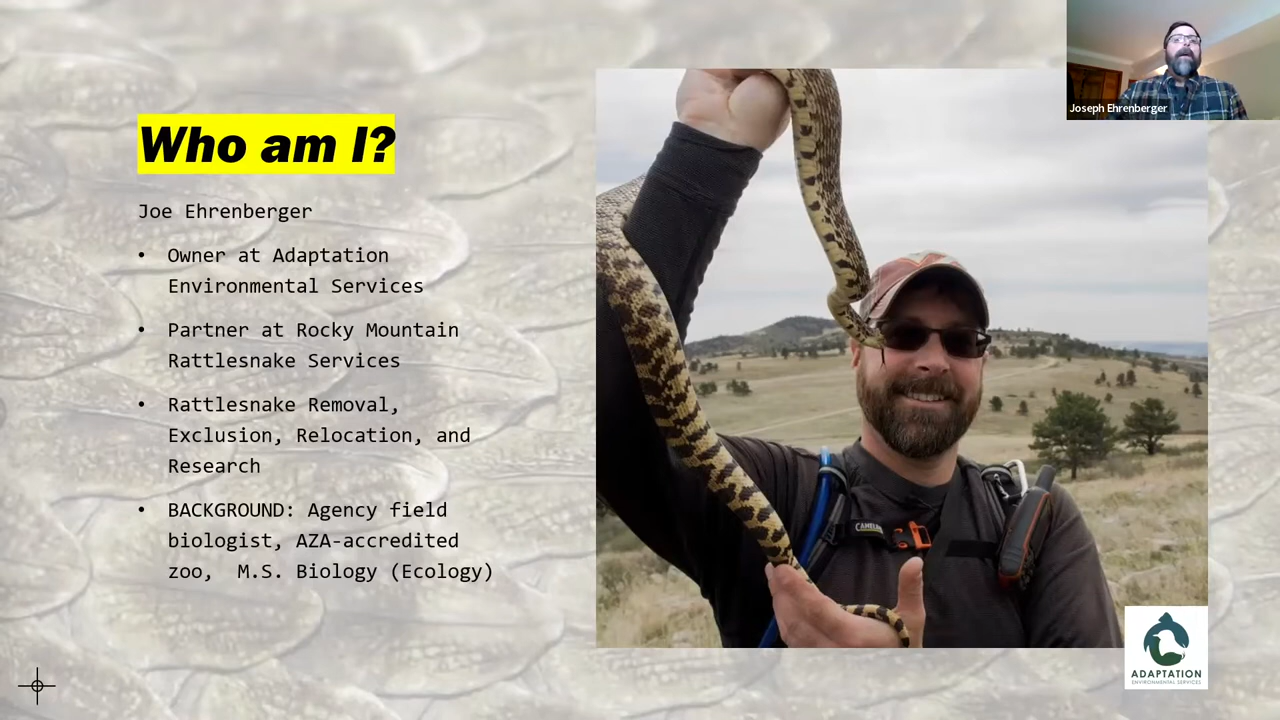 Joseph Ehrenberger
Who am I?
Joe Ehrenberger
• Owner at Adaptation
Environmental Services
• Partner at Rocky Mountain
Rattlesnake Services
• Rattlesnake Removal,
Exclusion, Relocation, and
Research
• BACKGROUND: Agency field
biologist, AZA-accredited
zoo, M.S. Biology (Ecology)
ADAPTATION
ENVIRONMENTAL SERVICES